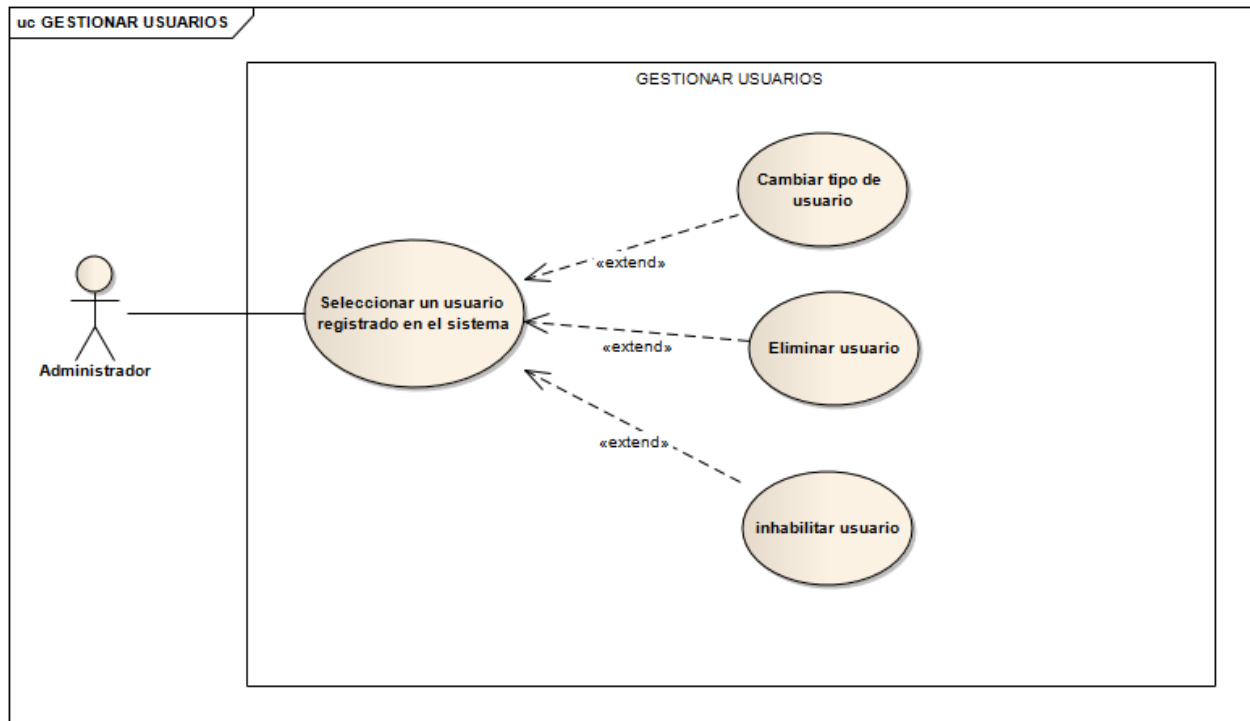 uc GESTIONAR USUARIOS
GESTIONAR USUARIOS
Cambiar tipo de
usuario
«extend»
Seleccionar un usuario
registrado en el sistema
«extend»
Eliminar usuario
Administrador
«extend»
inhabilitar usuario